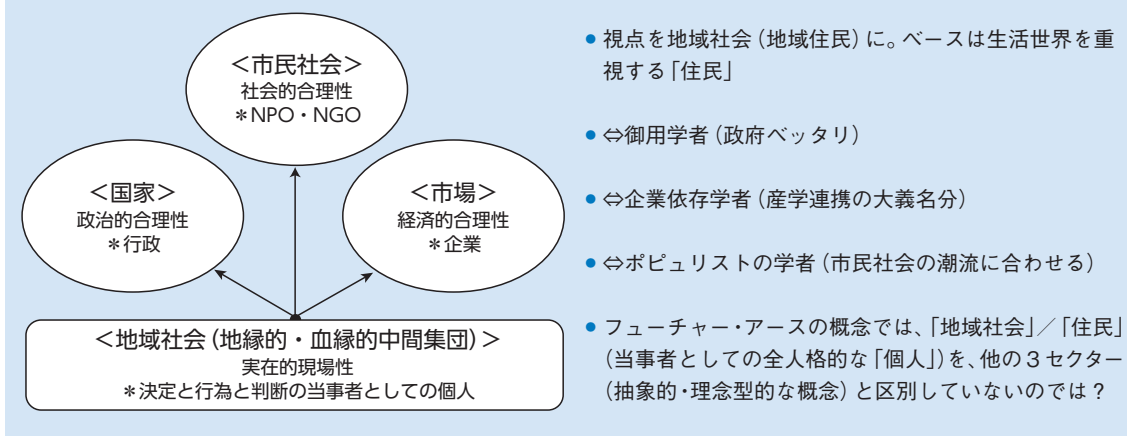 ＜市民社会＞
社会的合理性
＊NPO・NGO
＜国家＞
政治的合理性
＊行政
＜市場＞
経済的合理性
＊企業
＜地域社会（地縁的・血縁的中間集団）＞
実在的現場性
＊決定と行為と判断の当事者としての個人
● 視点を地域社会（地域住民）に。ベースは生活世界を重
視する「住民」
● ⇔御用学者（政府ベッタリ）
● ⇔企業依存学者（産学連携の大義名分）
● ⇔ポピュリストの学者（市民社会の潮流に合わせる）
● フューチャー・アースの概念では、「地域社会」／「住民」
（当事者としての全人格的な「個人」）を、他の３セクター
（抽象的・理念型的な概念）と区別していないのでは？